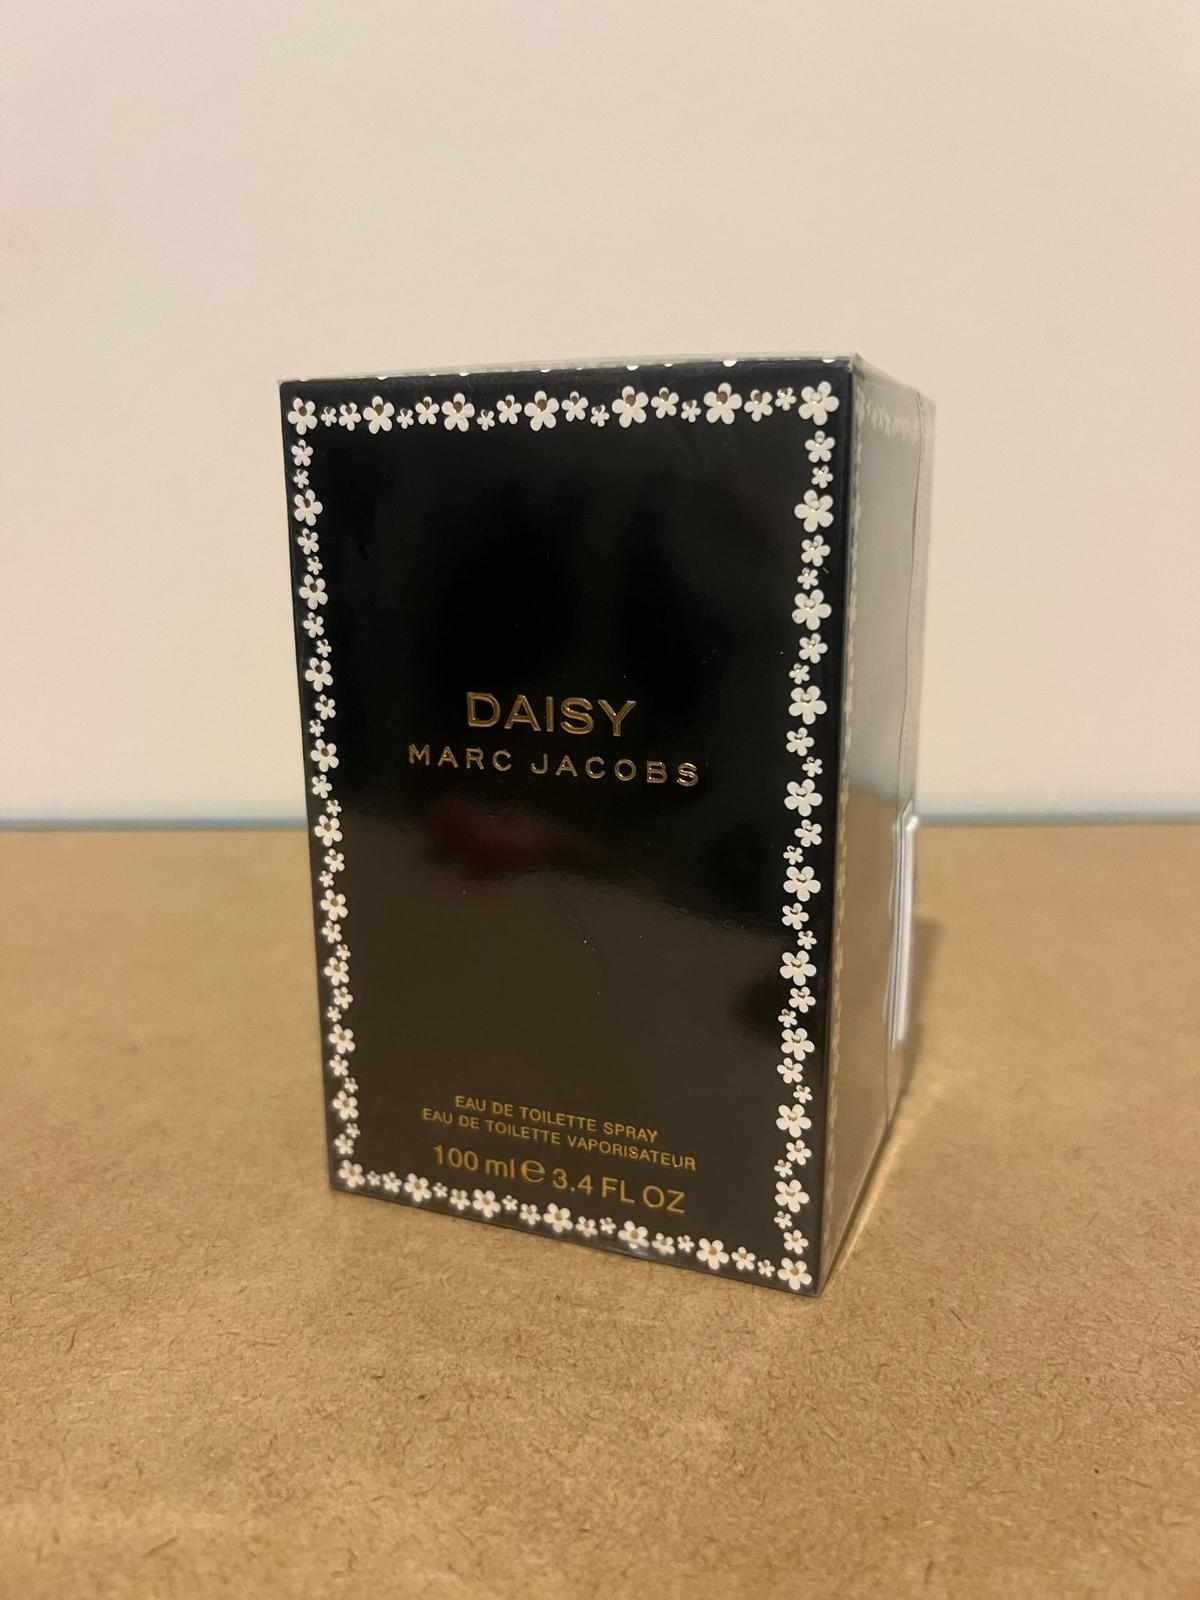 DAISY
MARC JACOBS
EAU DE TOILETTE SPRAY
EAU DE TOILETTE VAPORISATEUR
100 ml ℮ 3.4 FL OZ